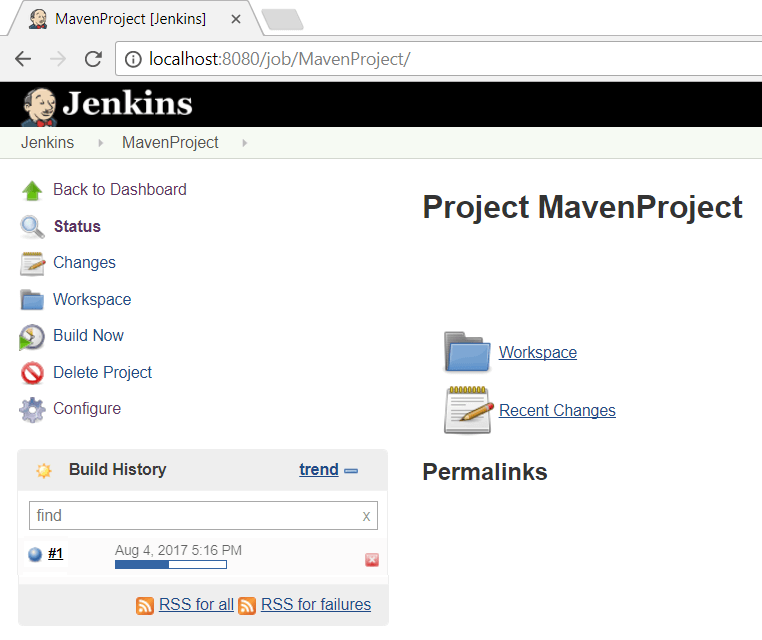 MavenProject [Jenkins]
localhost:8080/job/MavenProject/
Jenkins
Jenkins MavenProject
Back to Dashboard
Status
Changes
Workspace
Build Now
Delete Project
Configure
Build History trend
find x
#1 Aug 4, 2017 5:16 PM
RSS for all RSS for failures
Project MavenProject
Workspace
Recent Changes
Permalinks